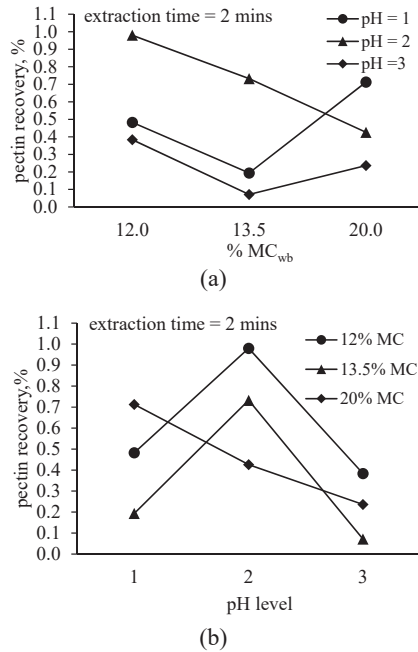 extraction time = 2 mins
pH = 1
pH = 2
pH =3
pectin recovery, %
1.1
1.0
0.9
0.8
0.7
0.6
0.5
0.4
0.3
0.2
0.1
0.0
12.0 13.5 20.0
% MCwb
(a)
extraction time = 2 mins
12% MC
13.5% MC
20% MC
pectin recovery,%
1.1
1.0
0.9
0.8
0.7
0.6
0.5
0.4
0.3
0.2
0.1
0.0
1 2 3
pH level
(b)